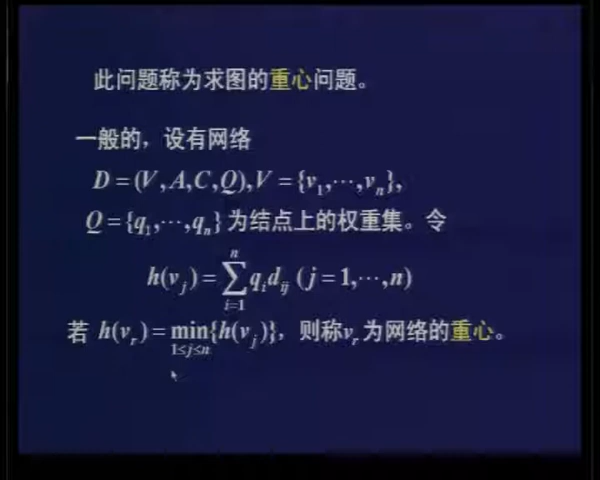 此问题称为求图的重心问题。
一般的，设有网络
D = (V, A, C, Q), V = {v₁, ⋯, vₙ},
Q = {q₁, ⋯, qₙ} 为结点上的权重集。令
h(vⱼ) = ∑ᵢ₌₁ⁿ qᵢdᵢⱼ (j = 1, ⋯, n)
若 h(vᵣ) = min_{1≤j≤n}{h(vⱼ)}，则称vᵣ为网络的重心。